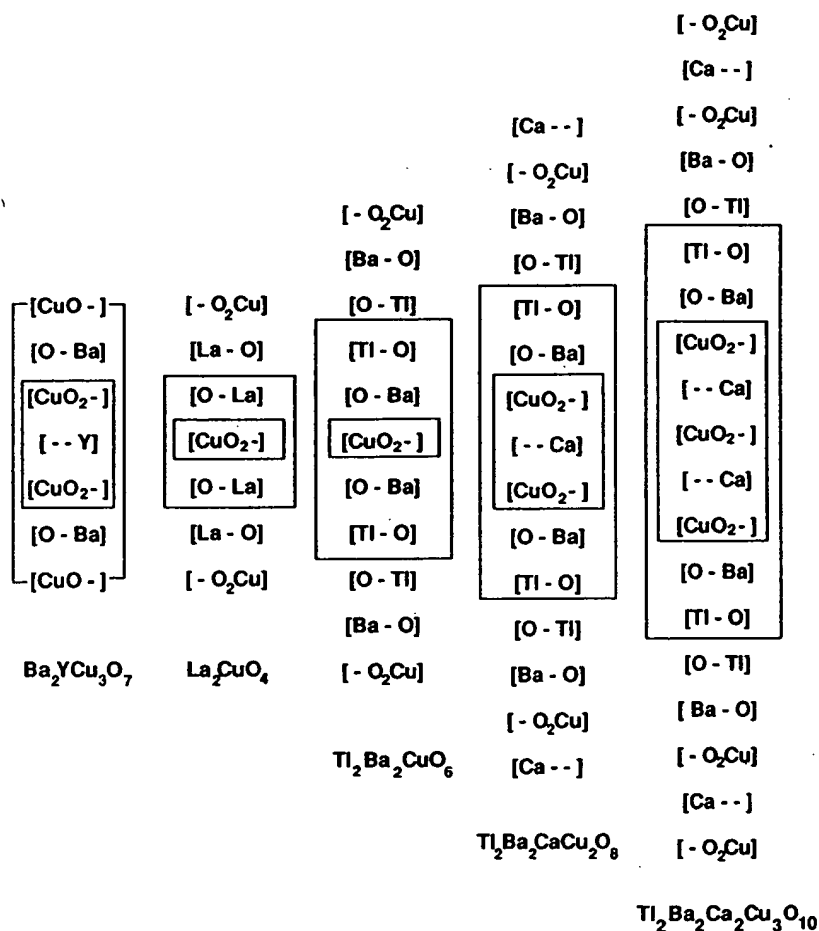 [CuO -]
[O - Ba]
[CuO₂-]
[- - Y]
[CuO₂-]
[O - Ba]
[CuO -]
Ba₂YCu₃O₇
[- O₂Cu]
[La - O]
[O - La]
[CuO₂-]
[O - La]
[La - O]
[- O₂Cu]
La₂CuO₄
[- O₂Cu]
[Ba - O]
[O - Tl]
[Tl - O]
[O - Ba]
[CuO₂-]
[O - Ba]
[Tl - O]
[O - Tl]
[Ba - O]
[- O₂Cu]
Tl₂Ba₂CuO₆
[Ca - -]
[- O₂Cu]
[Ba - O]
[O - Tl]
[Tl - O]
[O - Ba]
[CuO₂-]
[- - Ca]
[CuO₂-]
[O - Ba]
[Tl - O]
[O - Tl]
[Ba - O]
[- O₂Cu]
[Ca - -]
Tl₂Ba₂CaCu₂O₈
[- O₂Cu]
[Ca - -]
[- O₂Cu]
[Ba - O]
[O - Tl]
[Tl - O]
[O - Ba]
[CuO₂-]
[- - Ca]
[CuO₂-]
[- - Ca]
[CuO₂-]
[O - Ba]
[Tl - O]
[O - Tl]
[Ba - O]
[- O₂Cu]
[Ca - -]
[- O₂Cu]
Tl₂Ba₂Ca₂Cu₃O₁₀